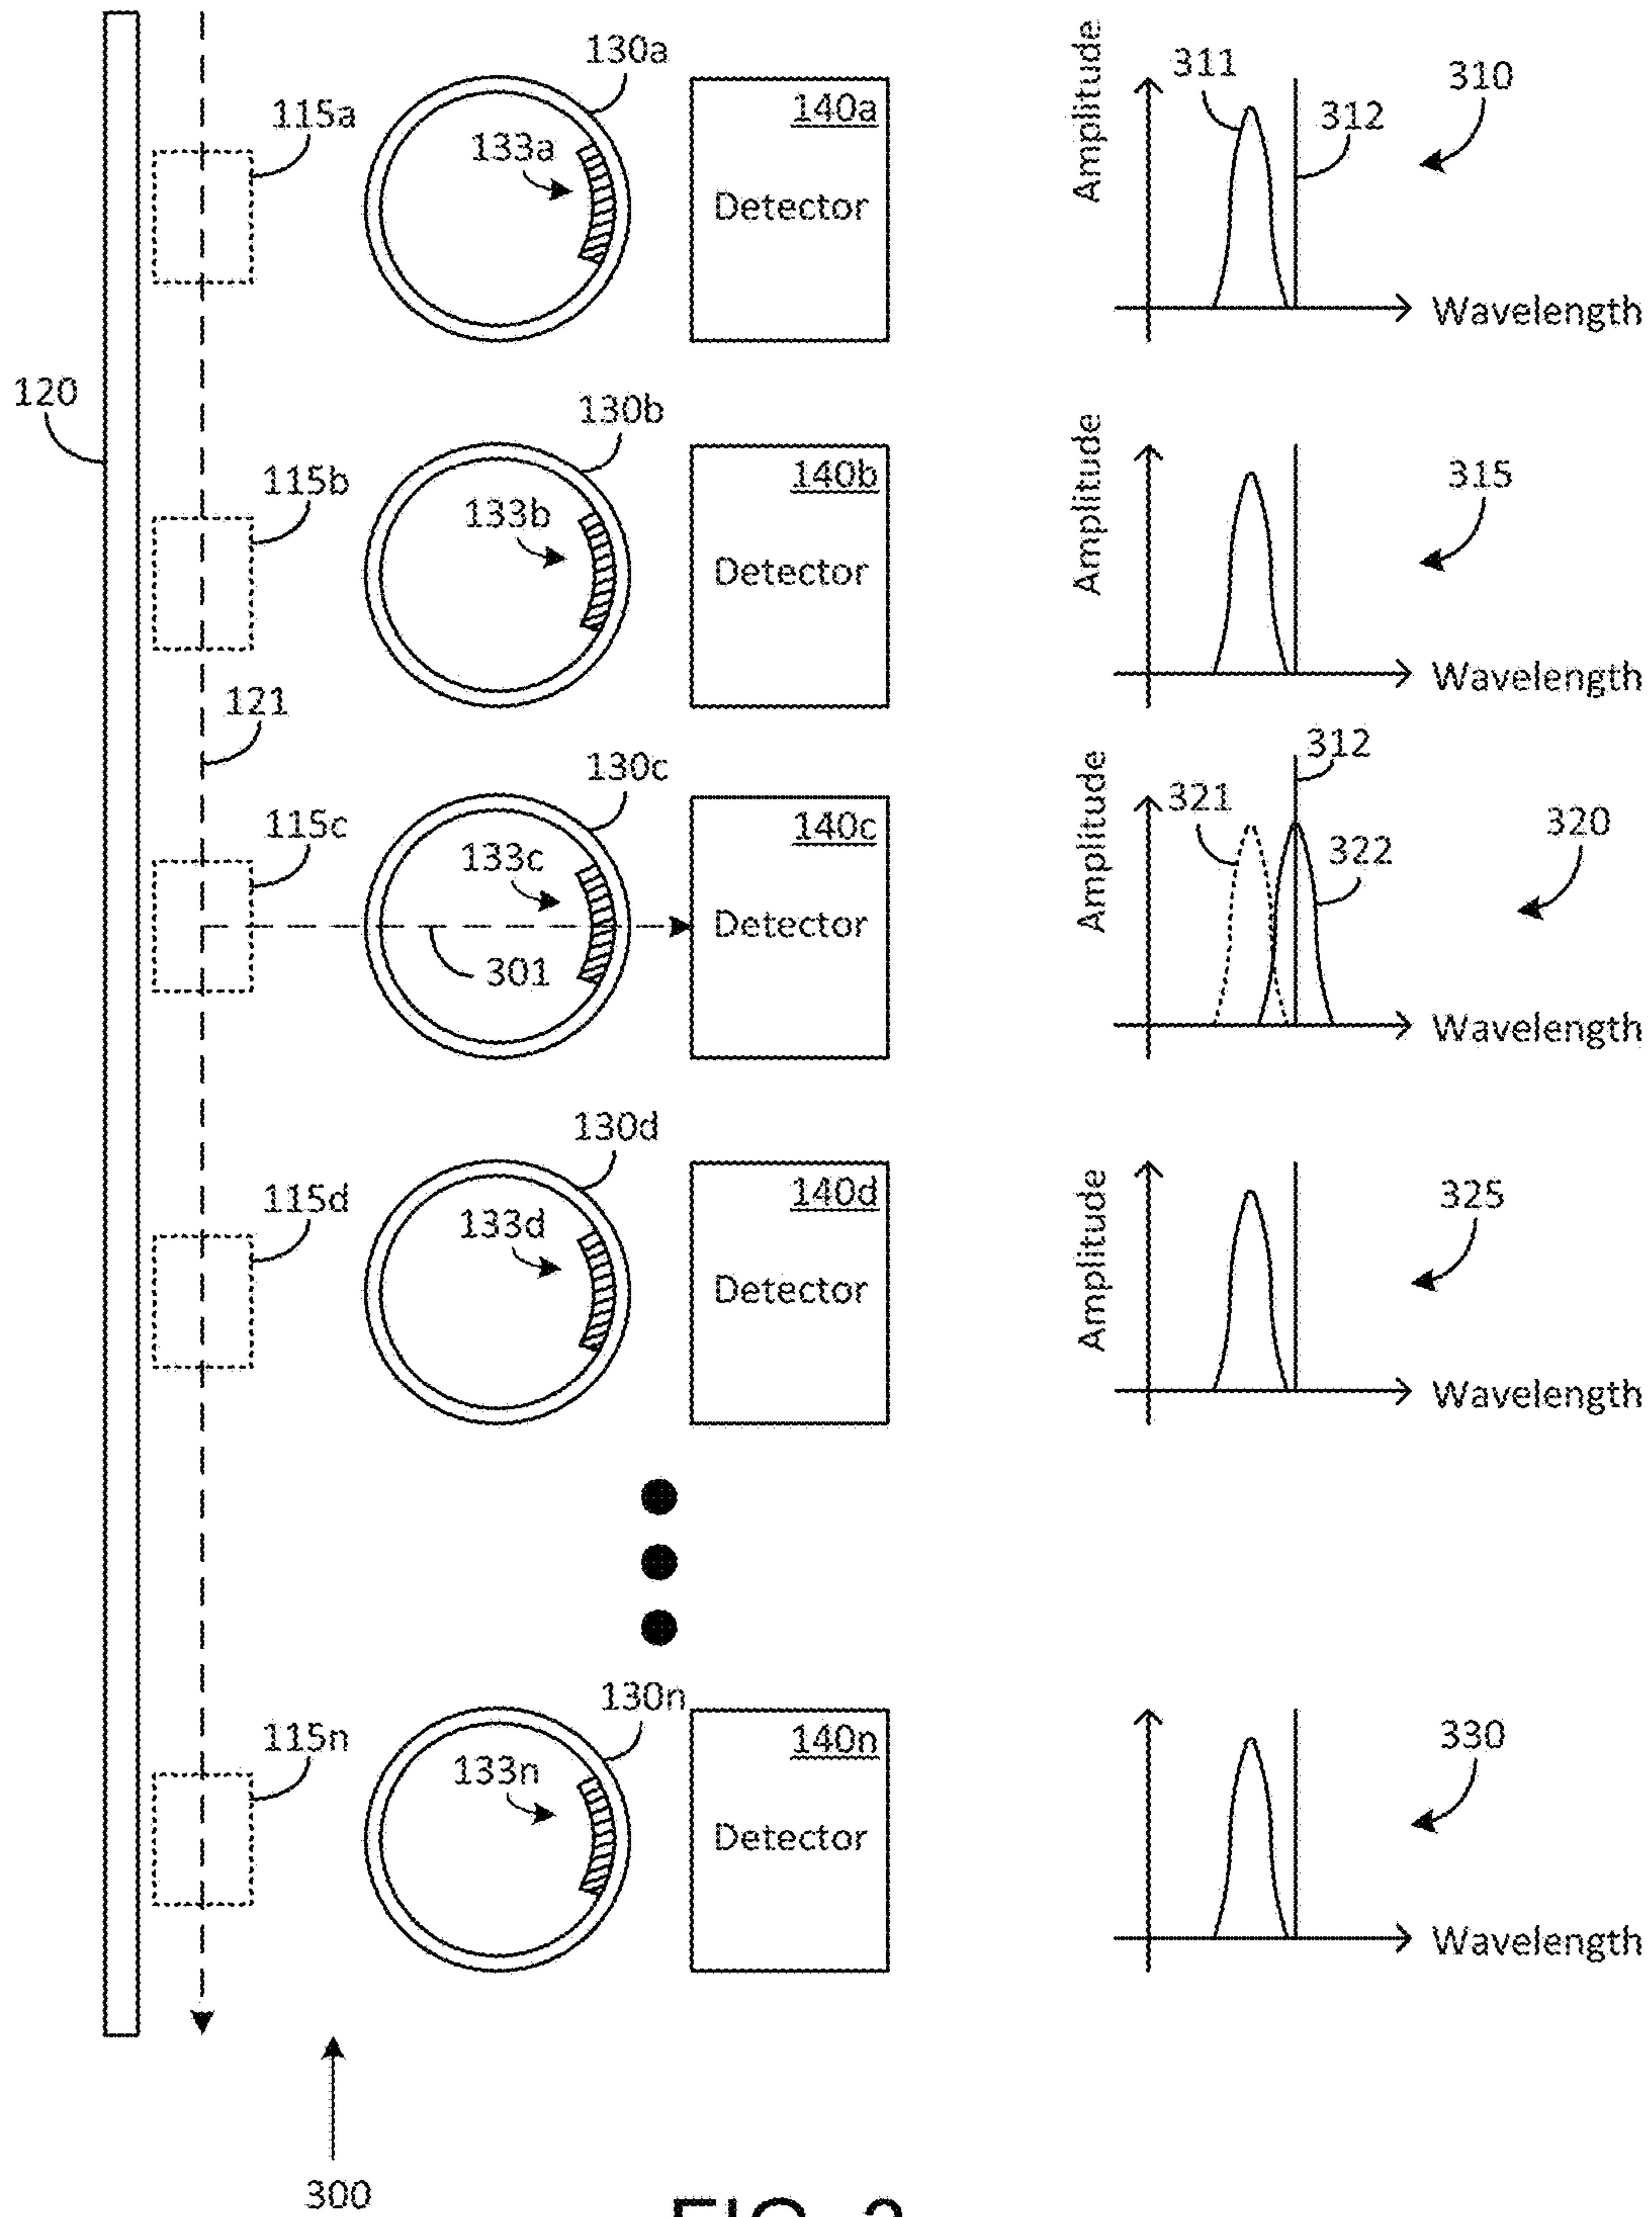 130a
115a
133a
140a
Detector
Amplitude
311
312
310
Wavelength
120
130b
115b
133b
140b
Detector
Amplitude
315
Wavelength
121
130c
115c
133c
140c
Detector
301
Amplitude
312
321
322
320
Wavelength
130d
115d
133d
140d
Detector
Amplitude
325
Wavelength
130n
115n
133n
140n
Detector
330
Wavelength
300